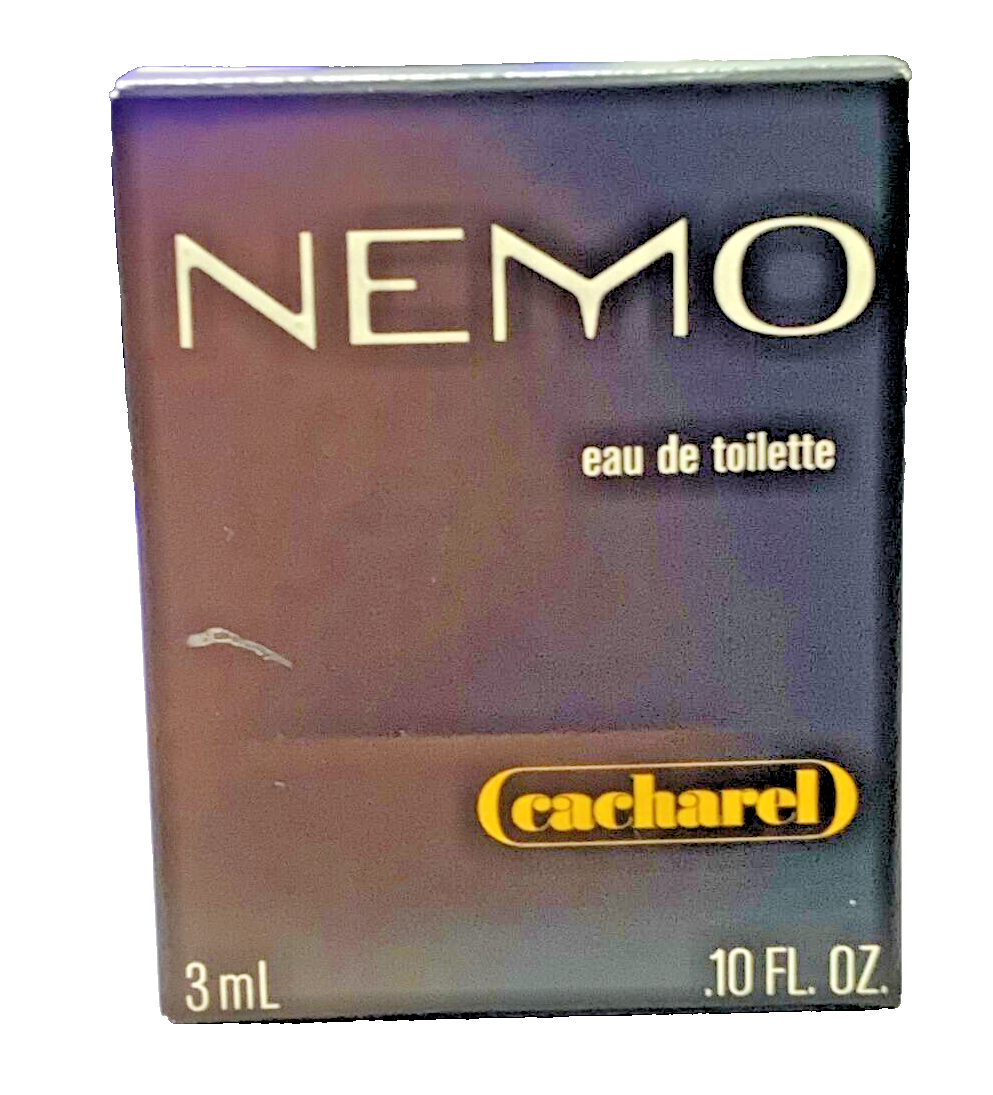 NEMO
eau de toilette
cacharel
3 mL .10 FL. OZ.